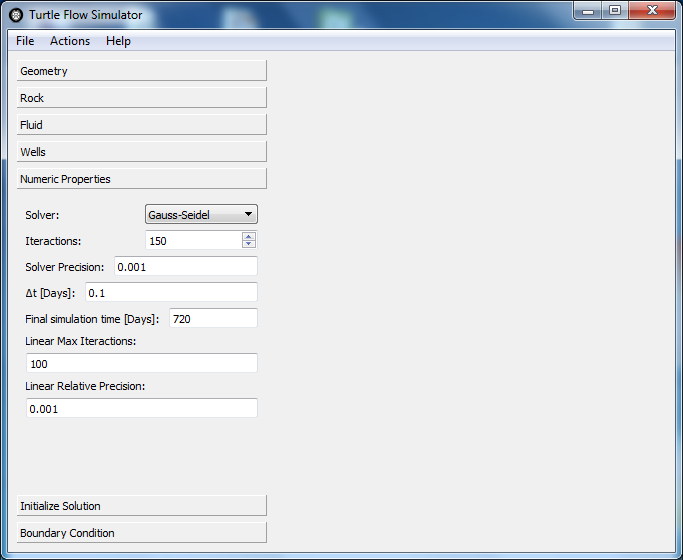 Turtle Flow Simulator
File Actions Help
Geometry
Rock
Fluid
Wells
Numeric Properties
Solver: Gauss-Seidel
Iteractions: 150
Solver Precision: 0.001
Δt [Days]: 0.1
Final simulation time [Days]: 720
Linear Max Iteractions:
100
Linear Relative Precision:
0.001
Initialize Solution
Boundary Condition